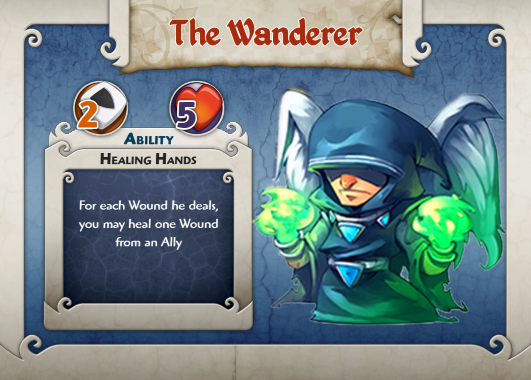 The Wanderer
2
5
Ability
Healing Hands
For each Wound he deals,
you may heal one Wound
from an Ally